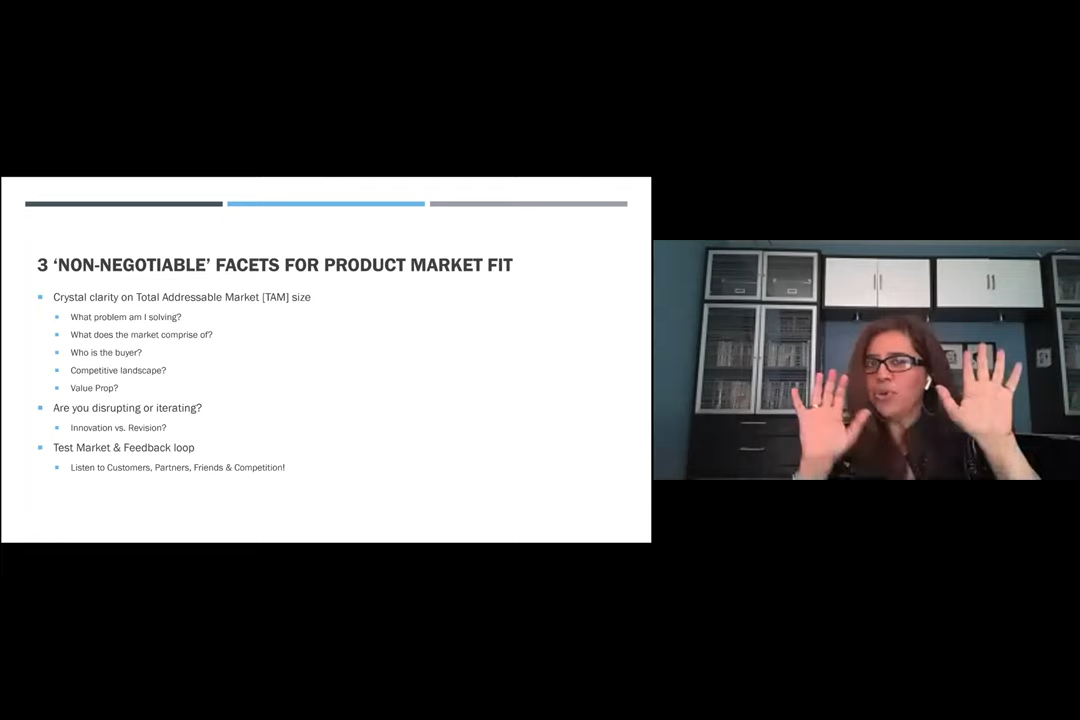 3 ‘NON-NEGOTIABLE’ FACETS FOR PRODUCT MARKET FIT
Crystal clarity on Total Addressable Market [TAM] size
What problem am I solving?
What does the market comprise of?
Who is the buyer?
Competitive landscape?
Value Prop?
Are you disrupting or iterating?
Innovation vs. Revision?
Test Market & Feedback loop
Listen to Customers, Partners, Friends & Competition!